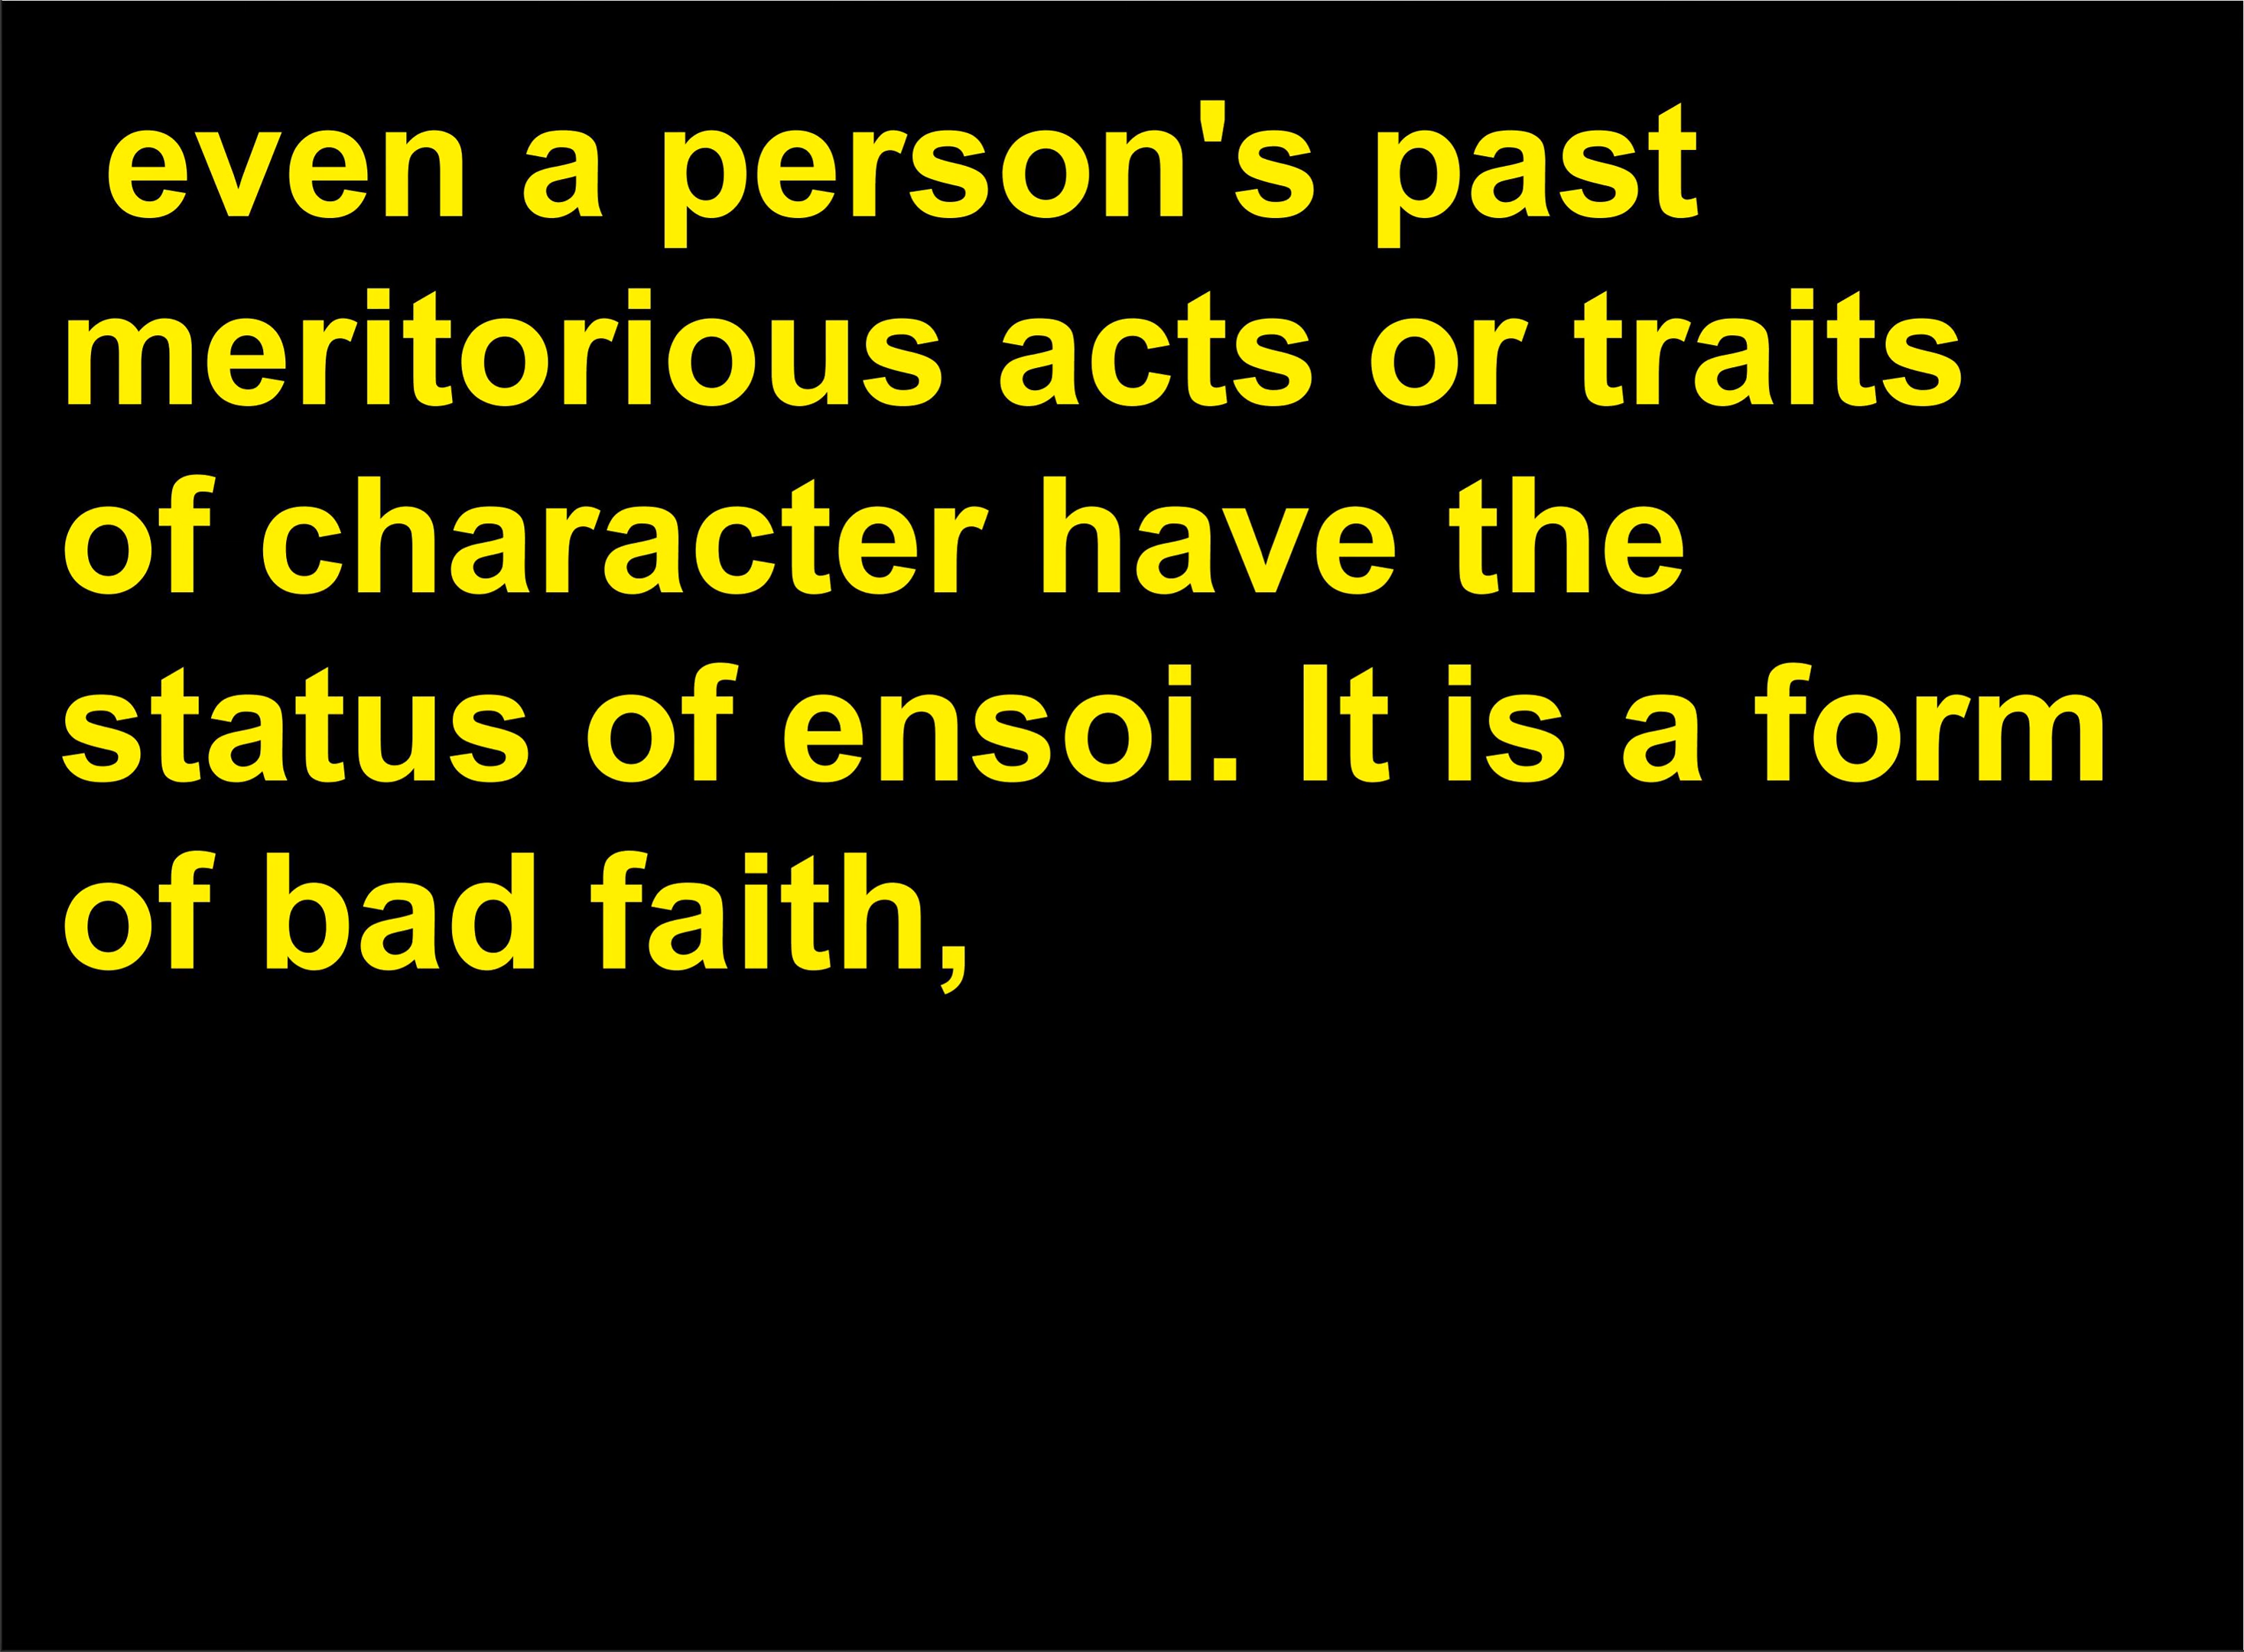 even a person's past
meritorious acts or traits
of character have the
status of ensoi. It is a form
of bad faith,